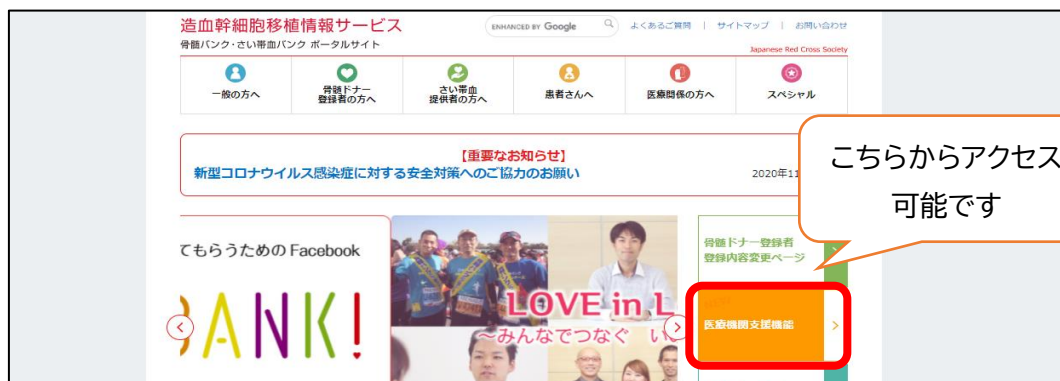 造血幹細胞移植情報サービス
骨髄バンク・さい帯血バンク ポータルサイト
ENHANCED BY Google
よくあるご質問 | サイトマップ | お問い合わせ
Japanese Red Cross Society
一般の方へ
骨髄ドナー
登録者の方へ
さい帯血
提供者の方へ
患者さんへ
医療関係の方へ
スペシャル
【重要なお知らせ】
新型コロナウイルス感染症に対する安全対策へのご協力のお願い
2020年11
こちらからアクセス
可能です
てもらうための Facebook
BANK!
LOVE in L
〜みんなでつなぐ い
骨髄ドナー登録者
登録内容変更ページ
医療機関支援機能